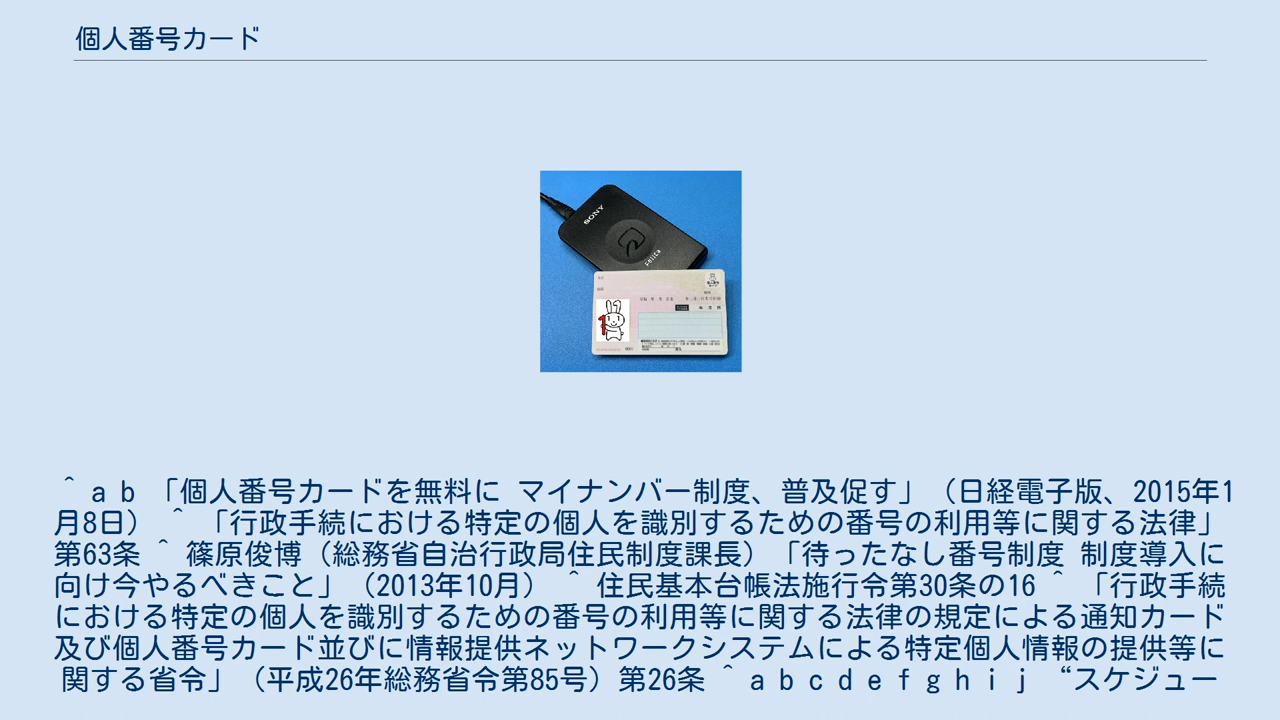 個人番号カード
SONY
FeliCa
^ a b 「個人番号カードを無料に マイナンバー制度、普及促す」（日経電子版、2015年1
月8日） ^ 「行政手続における特定の個人を識別するための番号の利用等に関する法律」
第63条 ^ 篠原俊博（総務省自治行政局住民制度課長）「待ったなし番号制度 制度導入に
向け今やるべきこと」（2013年10月） ^ 住民基本台帳法施行令第30条の16 ^ 「行政手続
における特定の個人を識別するための番号の利用等に関する法律の規定による通知カード
及び個人番号カード並びに情報提供ネットワークシステムによる特定個人情報の提供等に
関する省令」（平成26年総務省令第85号）第26条 ^ a b c d e f g h i j “スケジュー